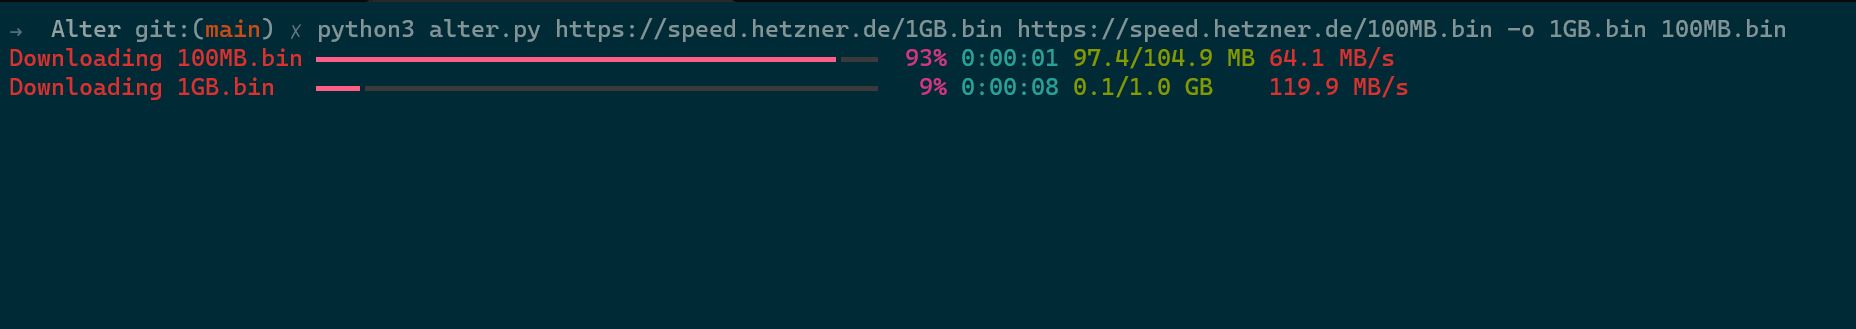 → Alter git:(main) ✗ python3 alter.py https://speed.hetzner.de/1GB.bin https://speed.hetzner.de/100MB.bin -o 1GB.bin 100MB.bin
Downloading 100MB.bin 93% 0:00:01 97.4/104.9 MB 64.1 MB/s
Downloading 1GB.bin 9% 0:00:08 0.1/1.0 GB 119.9 MB/s